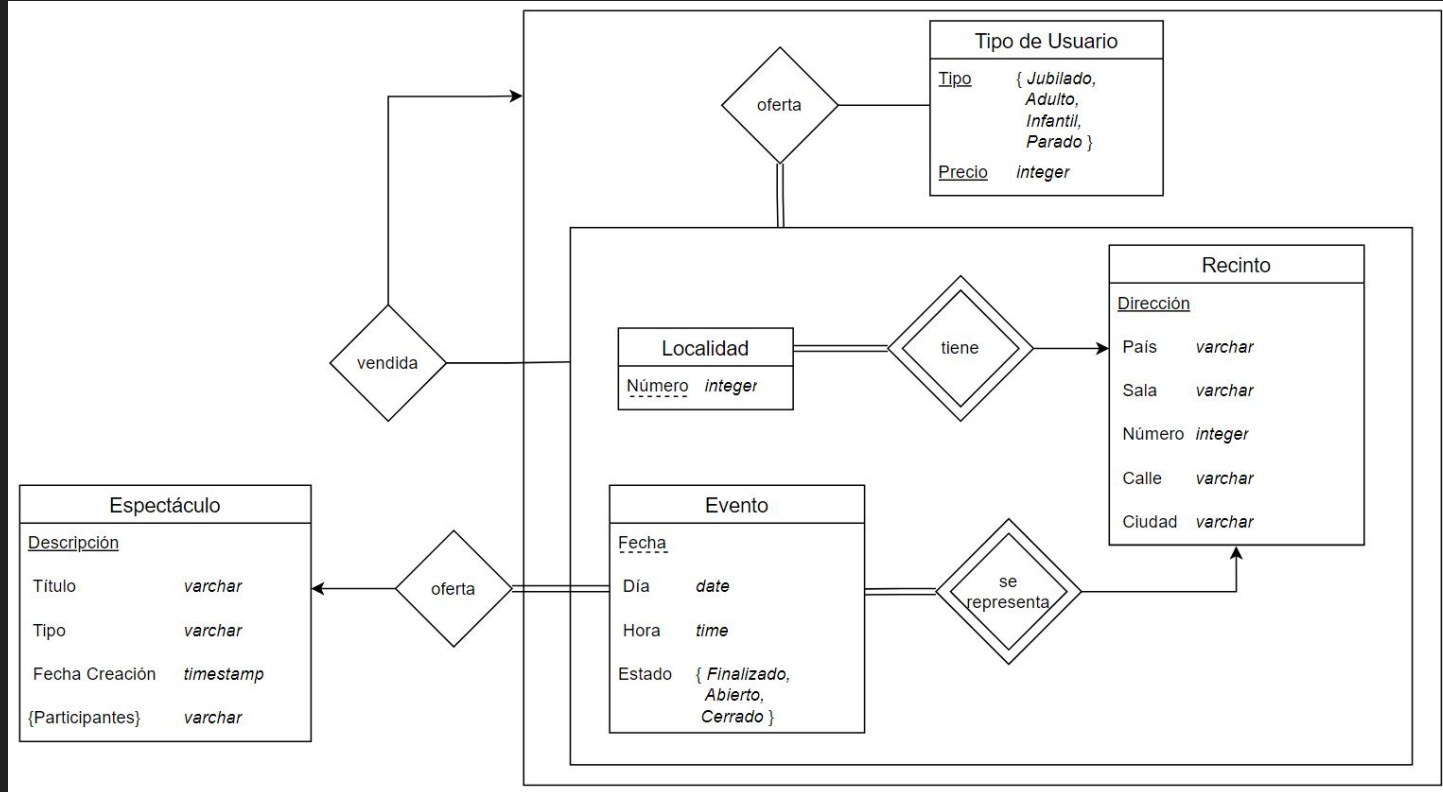 Tipo de Usuario
Tipo { Jubilado,
Adulto,
Infantil,
Parado }
Precio integer
oferta
Recinto
Dirección
País varchar
Sala varchar
Número integer
Calle varchar
Ciudad varchar
Localidad
Número integer
tiene
vendida
Espectáculo
Descripción
Título varchar
Tipo varchar
Fecha Creación timestamp
{Participantes} varchar
oferta
Evento
Fecha
Día date
Hora time
Estado { Finalizado,
Abierto,
Cerrado }
se
representa